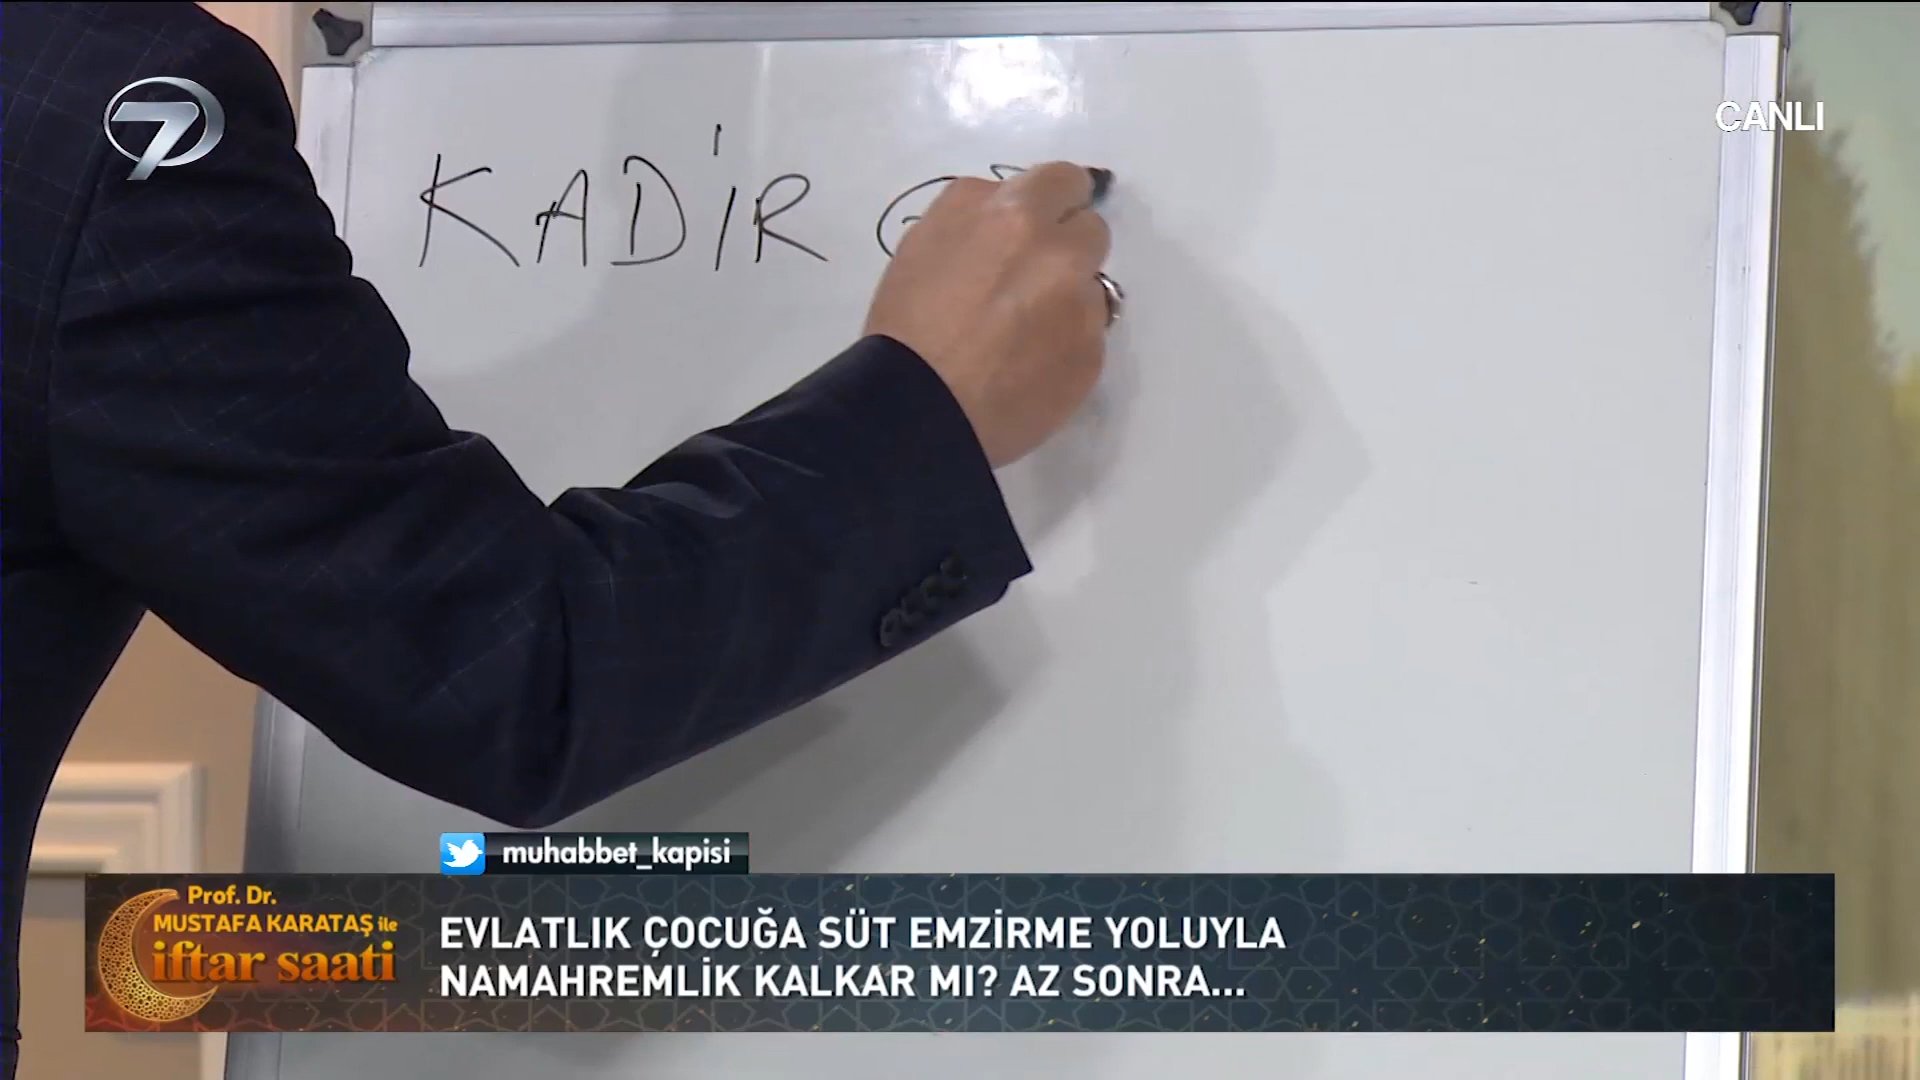 7
CANLI
KADİR
muhabbet_kapisi
Prof. Dr.
MUSTAFA KARATAŞ ile
iftar saati
EVLATLIK ÇOCUĞA SÜT EMZİRME YOLUYLA
NAMAHREMLİK KALKAR MI? AZ SONRA...